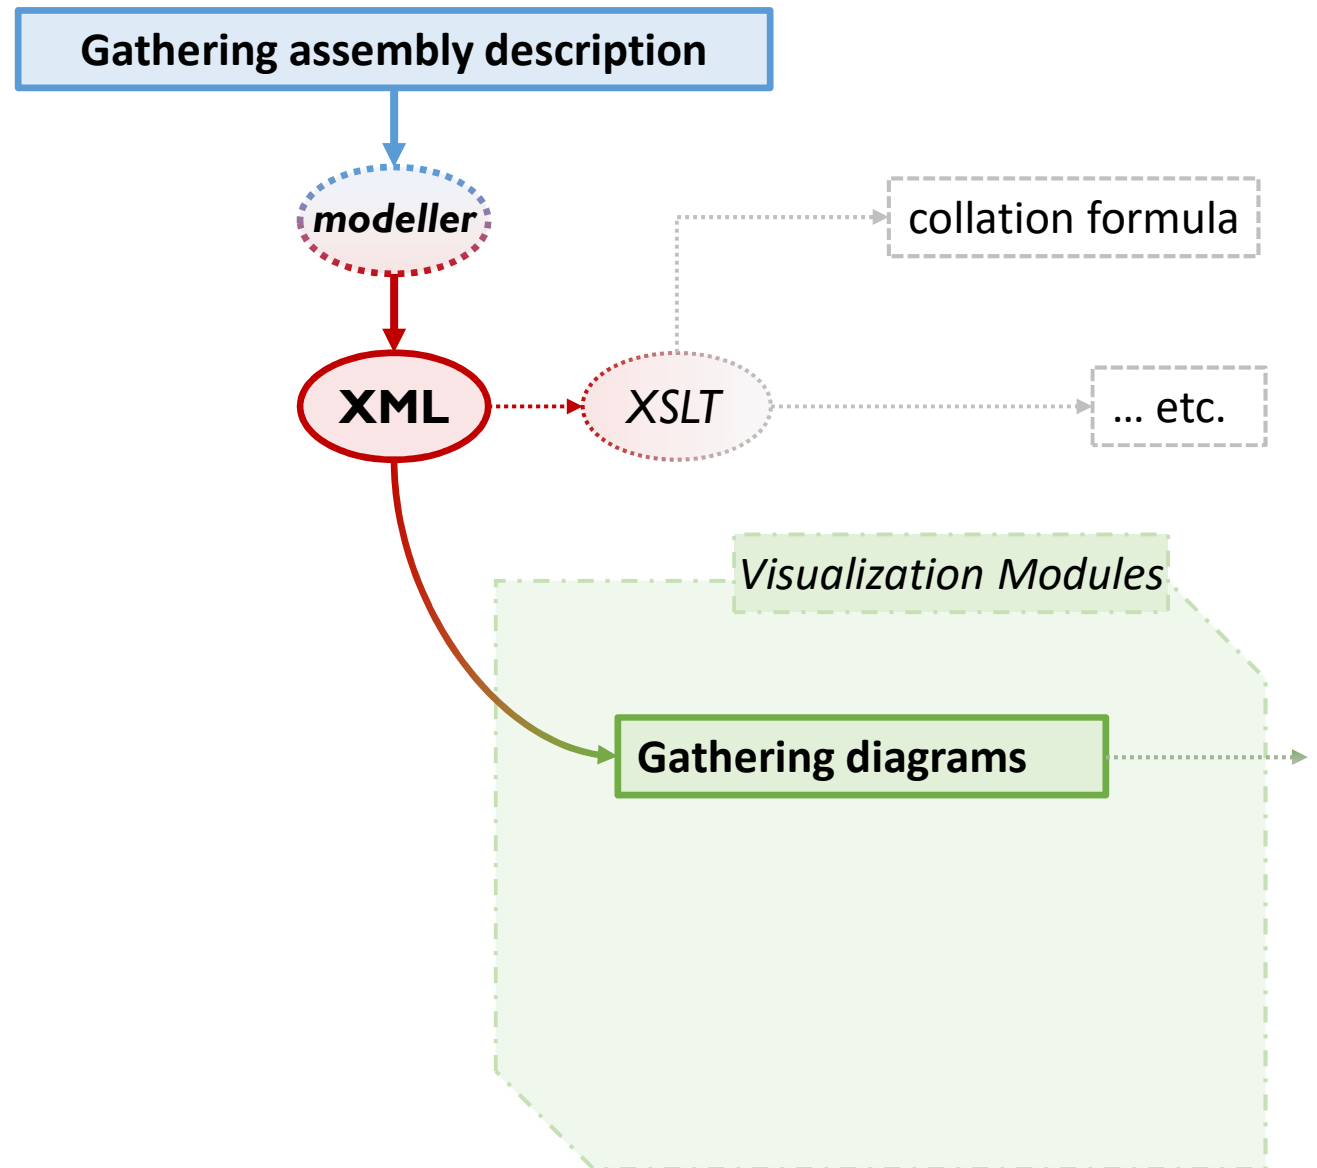 Gathering assembly description
modeller
collation formula
XML
XSLT
... etc.
Visualization Modules
Gathering diagrams